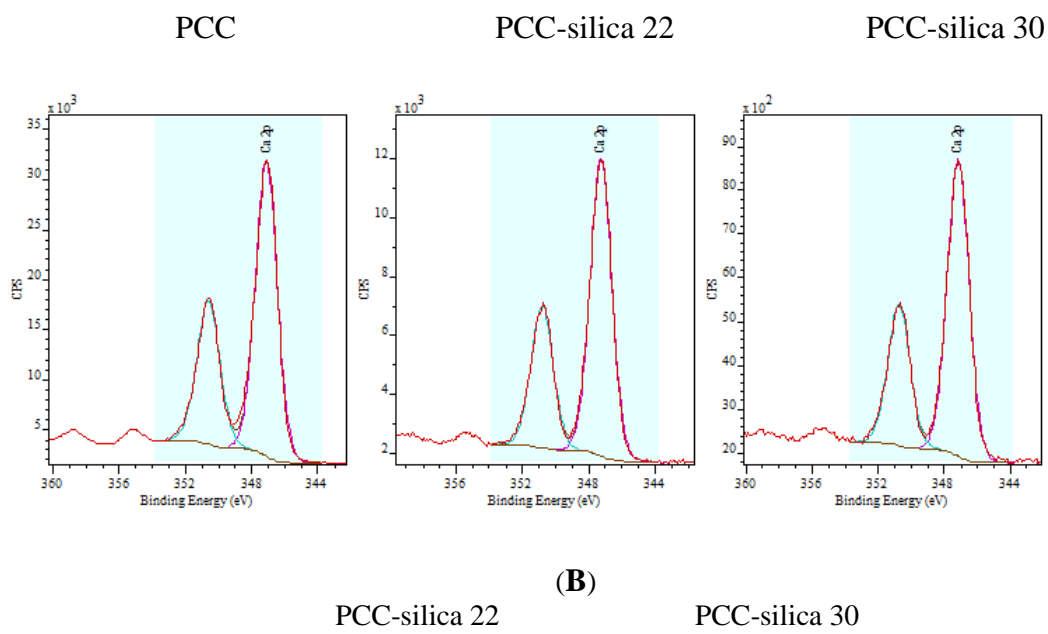 PCC PCC-silica 22 PCC-silica 30
x 10³ x 10³ x 10²
Ca 2p Ca 2p Ca 2p
35
30
25
20
15
10
5
CPS
360 356 352 348 344
Binding Energy (eV)
12
10
8
6
4
2
CPS
356 352 348 344
Binding Energy (eV)
90
80
70
60
50
40
30
20
CPS
360 356 352 348 344
Binding Energy (eV)
(B)
PCC-silica 22 PCC-silica 30